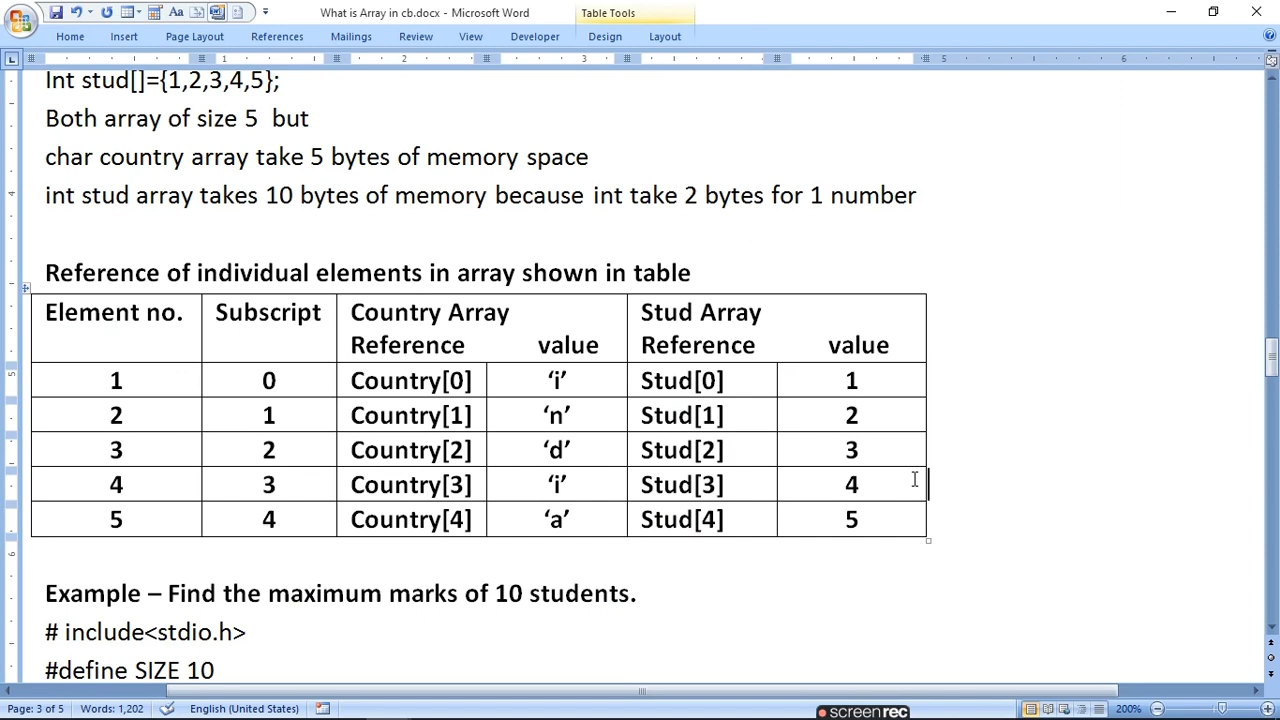 What is Array in cb.docx - Microsoft Word
Table Tools
Home Insert Page Layout References Mailings Review View Developer Design Layout
1 2 3 4 5 6
Int stud[]={1,2,3,4,5};
Both array of size 5  but
char country array take 5 bytes of memory space
int stud array takes 10 bytes of memory because int take 2 bytes for 1 number
Reference of individual elements in array shown in table
Element no. Subscript Country Array Stud Array
Reference value Reference value
1 0 Country[0] ‘i’ Stud[0] 1
2 1 Country[1] ‘n’ Stud[1] 2
3 2 Country[2] ‘d’ Stud[2] 3
4 3 Country[3] ‘i’ Stud[3] 4
5 4 Country[4] ‘a’ Stud[4] 5
Example – Find the maximum marks of 10 students.
# include<stdio.h>
#define SIZE 10
Page: 3 of 5 Words: 1,202 English (United States) 200%
screenrec